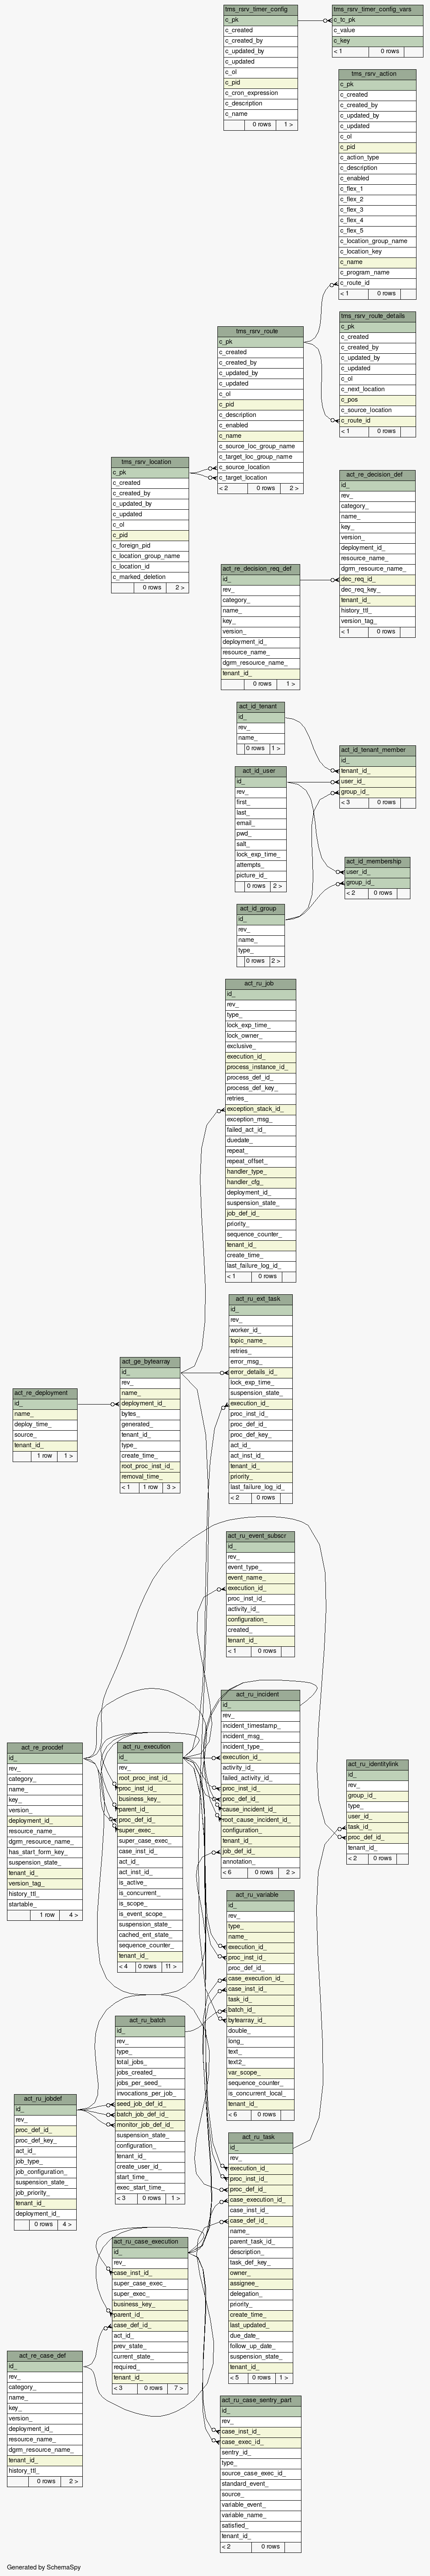 tms_rsrv_timer_config
c_pk
c_created
c_created_by
c_updated_by
c_updated
c_ol
c_pid
c_cron_expression
c_description
c_name
0 rows 1 >
tms_rsrv_timer_config_vars
c_tc_pk
c_value
c_key
< 1 0 rows
tms_rsrv_action
c_pk
c_created
c_created_by
c_updated_by
c_updated
c_ol
c_pid
c_action_type
c_description
c_enabled
c_flex_1
c_flex_2
c_flex_3
c_flex_4
c_flex_5
c_location_group_name
c_location_key
c_name
c_program_name
c_route_id
< 1 0 rows
tms_rsrv_route_details
c_pk
c_created
c_created_by
c_updated_by
c_updated
c_ol
c_next_location
c_pos
c_source_location
c_route_id
< 1 0 rows
tms_rsrv_route
c_pk
c_created
c_created_by
c_updated_by
c_updated
c_ol
c_pid
c_description
c_enabled
c_name
c_source_loc_group_name
c_target_loc_group_name
c_source_location
c_target_location
< 2 0 rows 2 >
tms_rsrv_location
c_pk
c_created
c_created_by
c_updated_by
c_updated
c_ol
c_pid
c_foreign_pid
c_location_group_name
c_location_id
c_marked_deletion
0 rows 2 >
act_re_decision_def
id_
rev_
category_
name_
key_
version_
deployment_id_
resource_name_
dgrm_resource_name_
dec_req_id_
dec_req_key_
tenant_id_
history_ttl_
version_tag_
< 1 0 rows
act_re_decision_req_def
id_
rev_
category_
name_
key_
version_
deployment_id_
resource_name_
dgrm_resource_name_
tenant_id_
0 rows 1 >
act_id_tenant
id_
rev_
name_
0 rows 1 >
act_id_tenant_member
id_
tenant_id_
user_id_
group_id_
< 3 0 rows
act_id_user
id_
rev_
first_
last_
email_
pwd_
salt_
lock_exp_time_
attempts_
picture_id_
0 rows 2 >
act_id_membership
user_id_
group_id_
< 2 0 rows
act_id_group
id_
rev_
name_
type_
0 rows 2 >
act_ru_job
id_
rev_
type_
lock_exp_time_
lock_owner_
exclusive_
execution_id_
process_instance_id_
process_def_id_
process_def_key_
retries_
exception_stack_id_
exception_msg_
failed_act_id_
duedate_
repeat_
repeat_offset_
handler_type_
handler_cfg_
deployment_id_
suspension_state_
job_def_id_
priority_
sequence_counter_
tenant_id_
create_time_
last_failure_log_id_
< 1 0 rows
act_ru_ext_task
id_
rev_
worker_id_
topic_name_
retries_
error_msg_
error_details_id_
lock_exp_time_
suspension_state_
execution_id_
proc_inst_id_
proc_def_id_
proc_def_key_
act_id_
act_inst_id_
tenant_id_
priority_
last_failure_log_id_
< 2 0 rows
act_ge_bytearray
id_
rev_
name_
deployment_id_
bytes_
generated_
tenant_id_
type_
create_time_
root_proc_inst_id_
removal_time_
< 1 1 row 3 >
act_re_deployment
id_
name_
deploy_time_
source_
tenant_id_
1 row 1 >
act_ru_event_subscr
id_
rev_
event_type_
event_name_
execution_id_
proc_inst_id_
activity_id_
configuration_
created_
tenant_id_
< 1 0 rows
act_ru_incident
id_
rev_
incident_timestamp_
incident_msg_
incident_type_
execution_id_
activity_id_
failed_activity_id_
proc_inst_id_
proc_def_id_
cause_incident_id_
root_cause_incident_id_
configuration_
tenant_id_
job_def_id_
annotation_
< 6 0 rows 2 >
act_re_procdef
id_
rev_
category_
name_
key_
version_
deployment_id_
resource_name_
dgrm_resource_name_
has_start_form_key_
suspension_state_
tenant_id_
version_tag_
history_ttl_
startable_
1 row 4 >
act_ru_execution
id_
rev_
root_proc_inst_id_
proc_inst_id_
business_key_
parent_id_
proc_def_id_
super_exec_
super_case_exec_
case_inst_id_
act_id_
act_inst_id_
is_active_
is_concurrent_
is_scope_
is_event_scope_
suspension_state_
cached_ent_state_
sequence_counter_
tenant_id_
< 4 0 rows 11 >
act_ru_identitylink
id_
rev_
group_id_
type_
user_id_
task_id_
proc_def_id_
tenant_id_
< 2 0 rows
act_ru_variable
id_
rev_
type_
name_
execution_id_
proc_inst_id_
proc_def_id_
case_execution_id_
case_inst_id_
task_id_
batch_id_
bytearray_id_
double_
long_
text_
text2_
var_scope_
sequence_counter_
is_concurrent_local_
tenant_id_
< 6 0 rows
act_ru_batch
id_
rev_
type_
total_jobs_
jobs_created_
jobs_per_seed_
invocations_per_job_
seed_job_def_id_
batch_job_def_id_
monitor_job_def_id_
suspension_state_
configuration_
tenant_id_
create_user_id_
start_time_
exec_start_time_
< 3 0 rows 1 >
act_ru_jobdef
id_
rev_
proc_def_id_
proc_def_key_
act_id_
job_type_
job_configuration_
suspension_state_
job_priority_
tenant_id_
deployment_id_
0 rows 4 >
act_ru_task
id_
rev_
execution_id_
proc_inst_id_
proc_def_id_
case_execution_id_
case_inst_id_
case_def_id_
name_
parent_task_id_
description_
task_def_key_
owner_
assignee_
delegation_
priority_
create_time_
last_updated_
due_date_
follow_up_date_
suspension_state_
tenant_id_
< 5 0 rows 1 >
act_ru_case_execution
id_
rev_
case_inst_id_
super_case_exec_
super_exec_
business_key_
parent_id_
case_def_id_
act_id_
prev_state_
current_state_
required_
tenant_id_
< 3 0 rows 7 >
act_re_case_def
id_
rev_
category_
name_
key_
version_
deployment_id_
resource_name_
dgrm_resource_name_
tenant_id_
history_ttl_
0 rows 2 >
act_ru_case_sentry_part
id_
rev_
case_inst_id_
case_exec_id_
sentry_id_
type_
source_case_exec_id_
standard_event_
source_
variable_event_
variable_name_
satisfied_
tenant_id_
< 2 0 rows
Generated by SchemaSpy